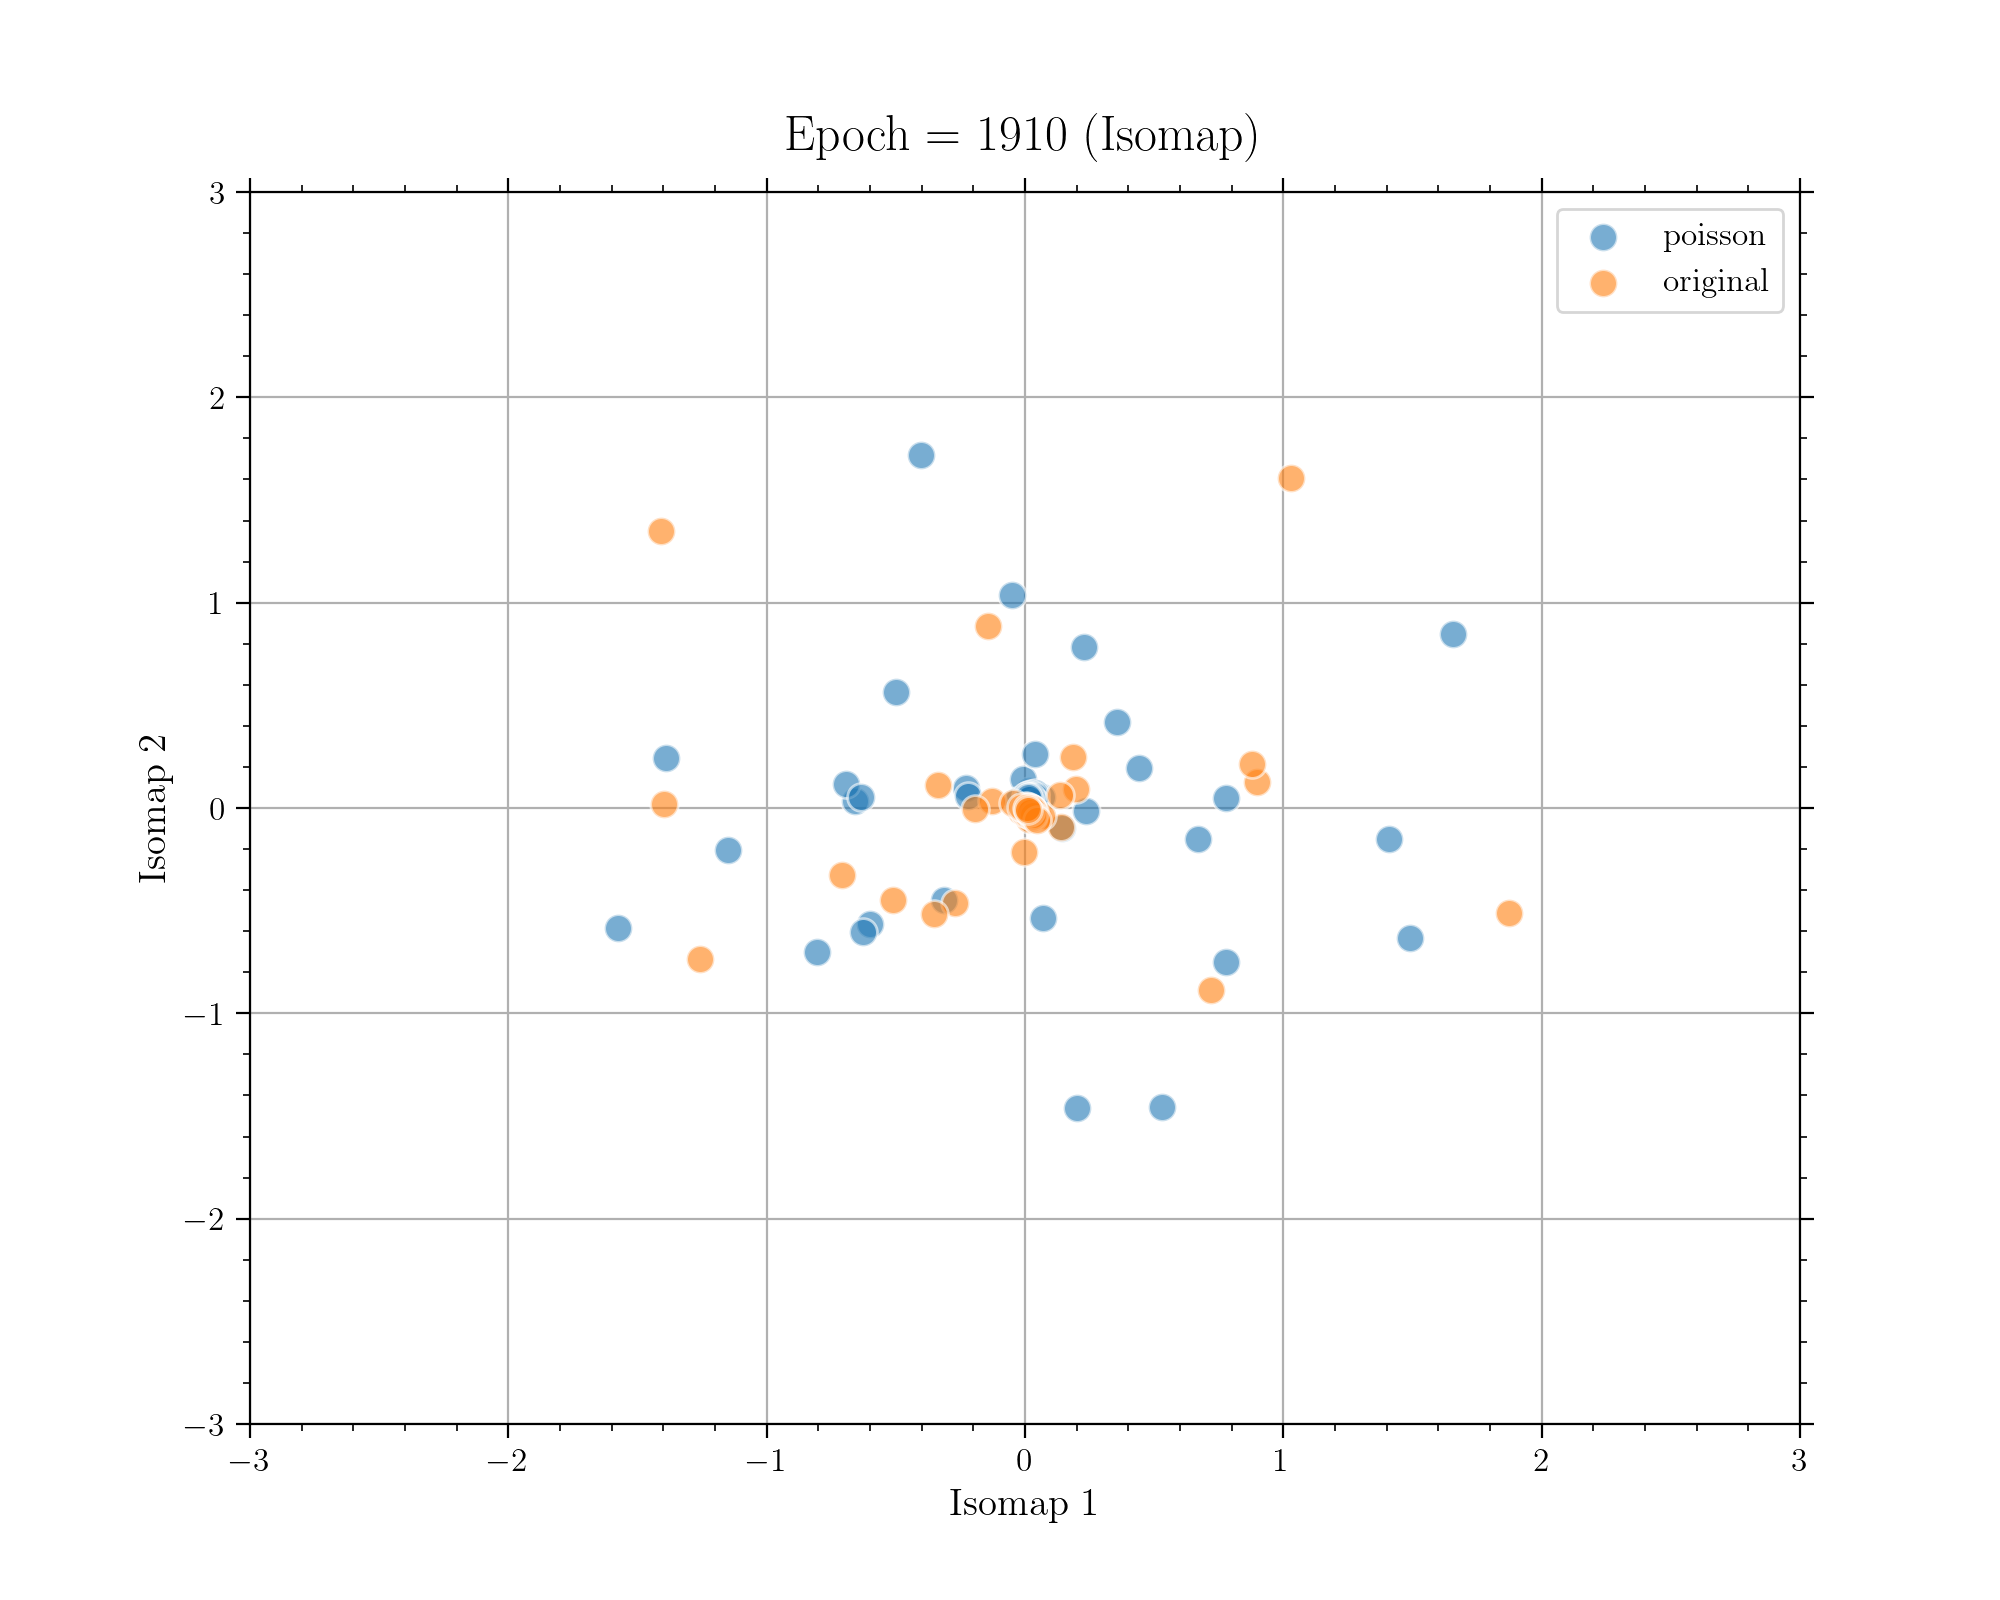 Epoch = 1910 (Isomap)
poisson
original
3
2
1
0
−1
−2
−3
Isomap 2
−3
−2
−1
0
1
2
3
Isomap 1